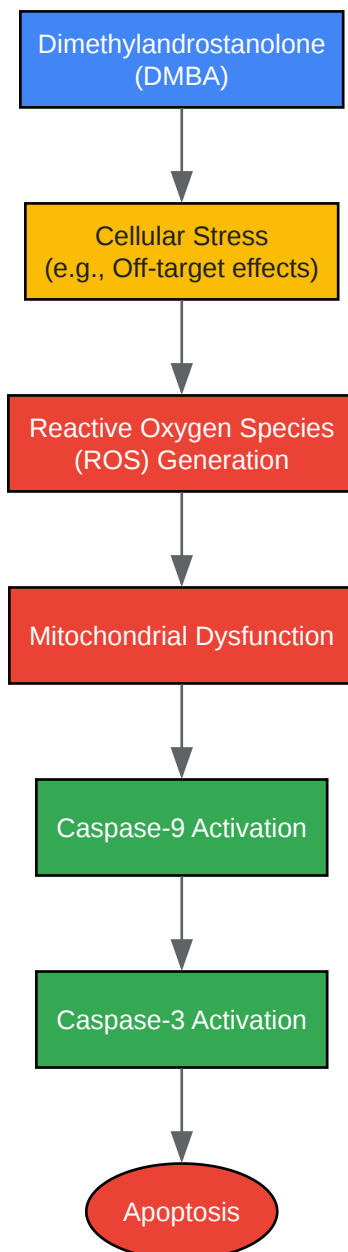 Dimethylandrostanolone
(DMBA)
Cellular Stress
(e.g., Off-target effects)
Reactive Oxygen Species
(ROS) Generation
Mitochondrial Dysfunction
Caspase-9 Activation
Caspase-3 Activation
Apoptosis